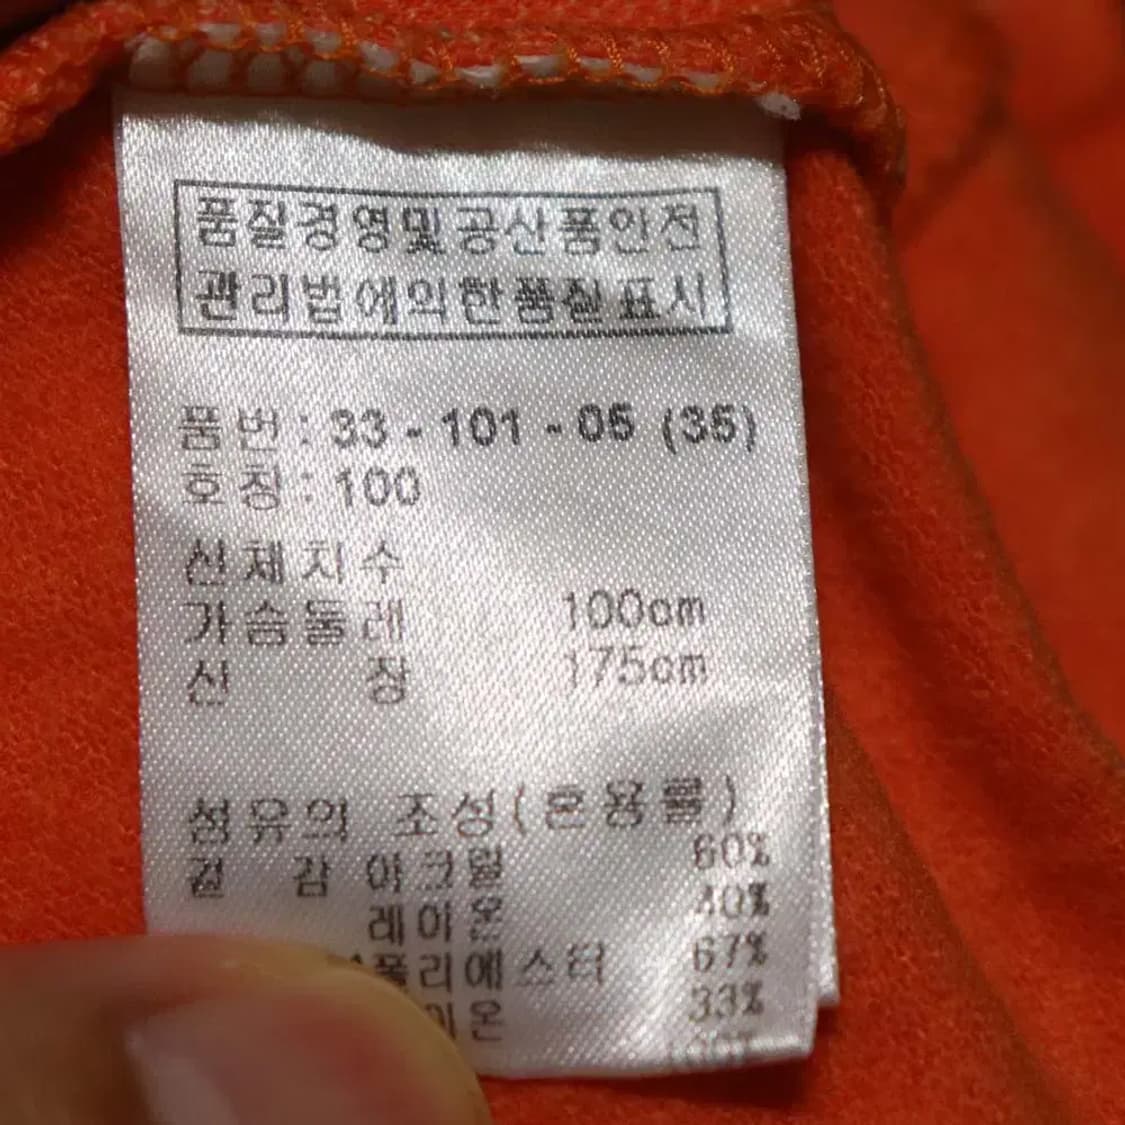 품질경영및공산품안전
관리법에의한품질표시
품번 : 33 - 101 - 05 (35)
호칭 : 100
신체치수
가슴둘레 100cm
신 장 175cm
섬유의 조성(혼용률)
겉 감 아크릴 60%
레이온 40%
폴리에스터 67%
이온 33%